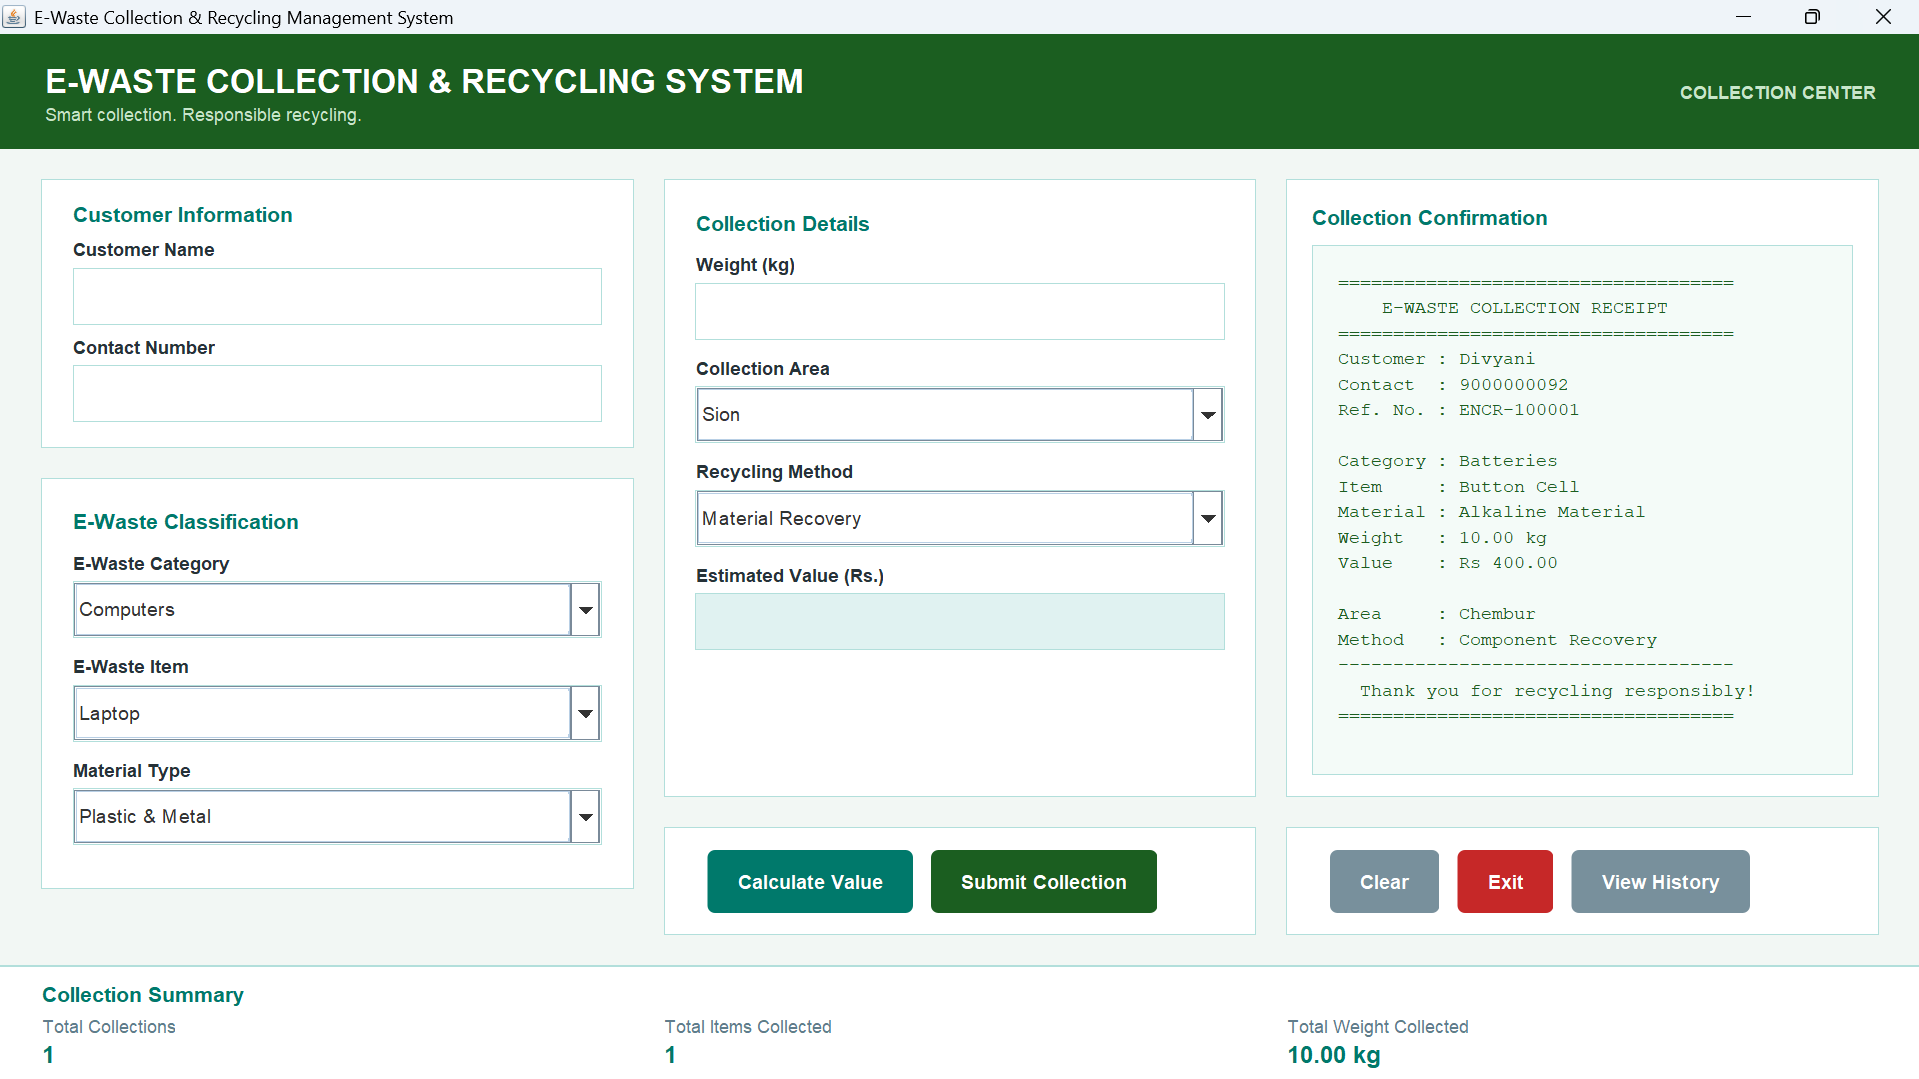 E-Waste Collection & Recycling Management System
E-WASTE COLLECTION & RECYCLING SYSTEM
Smart collection. Responsible recycling.
COLLECTION CENTER
Customer Information
Customer Name
Contact Number
E-Waste Classification
E-Waste Category
Computers
E-Waste Item
Laptop
Material Type
Plastic & Metal
Collection Details
Weight (kg)
Collection Area
Sion
Recycling Method
Material Recovery
Estimated Value (Rs.)
Calculate Value
Submit Collection
Collection Confirmation
====================================
E-WASTE COLLECTION RECEIPT
====================================
Customer : Divyani
Contact : 9000000092
Ref. No. : ENCR-100001
Category : Batteries
Item : Button Cell
Material : Alkaline Material
Weight : 10.00 kg
Value : Rs 400.00
Area : Chembur
Method : Component Recovery
------------------------------------
Thank you for recycling responsibly!
====================================
Clear
Exit
View History
Collection Summary
Total Collections
1
Total Items Collected
1
Total Weight Collected
10.00 kg